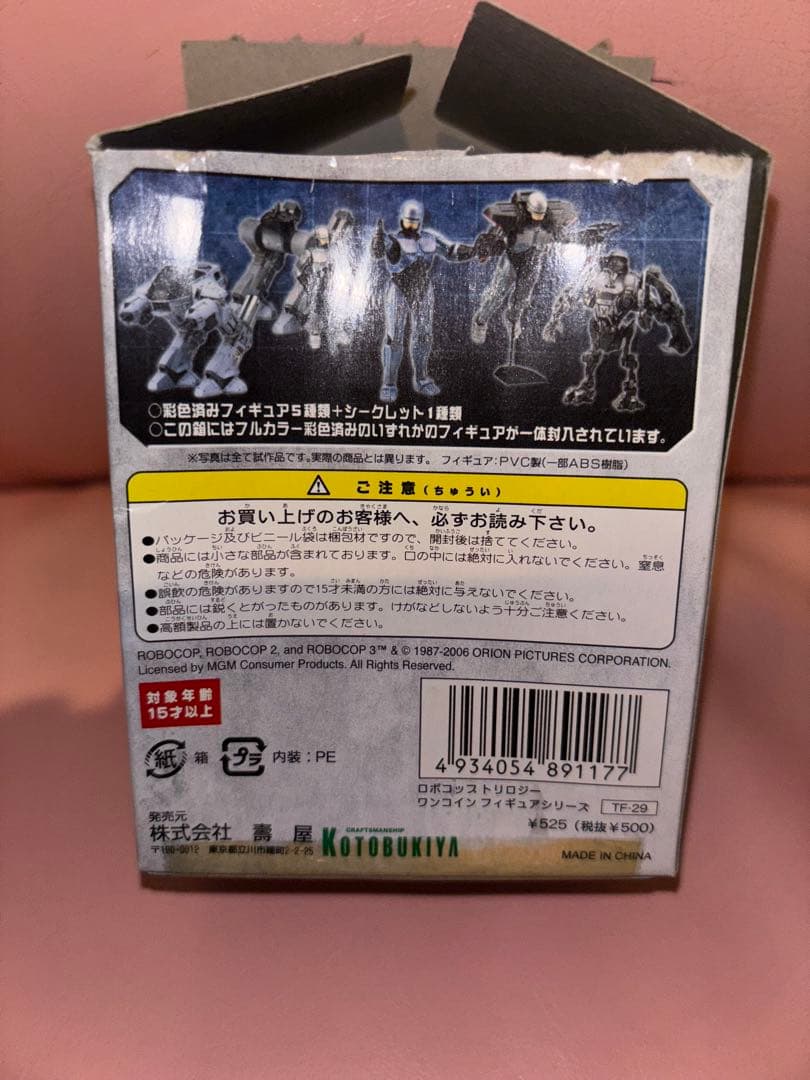 ○彩色済みフィギュア5種類+シークレット1種類
○この箱にはフルカラー彩色済みのいずれかのフィギュアが一体封入されています。
※写真は全て試作品です。実際の商品とは異ります。 フィギュア:PVC製(一部ABS樹脂)
ご注意(ちゅうい)
お買い上げのお客様へ、必ずお読み下さい。
●パッケージ及びビニール袋は梱包材ですので、開封後は捨ててください。
●商品には小さな部品が含まれております。口の中には絶対に入れないでください。窒息
などの危険があります。
●誤飲の危険がありますので15才未満の方には絶対に与えないでください。
●部品には鋭くとがったものがあります。けがなどしないよう十分ご注意ください。
●高額製品の上には置かないでください。
ROBOCOP, ROBOCOP 2, and ROBOCOP 3™ & © 1987-2006 ORION PICTURES CORPORATION.
Licensed by MGM Consumer Products. All Rights Reserved.
対象年齢
15才以上
紙 箱 プラ 内装:PE
4 934054 891177
ロボコップ トリロジー
ワンコイン フィギュアシリーズ TF-29
¥525 (税抜¥500)
発売元
株式会社 壽屋
〒190-0012 東京都立川市曙町2-2-25
CRAFTSMANSHIP
KOTOBUKIYA
MADE IN CHINA